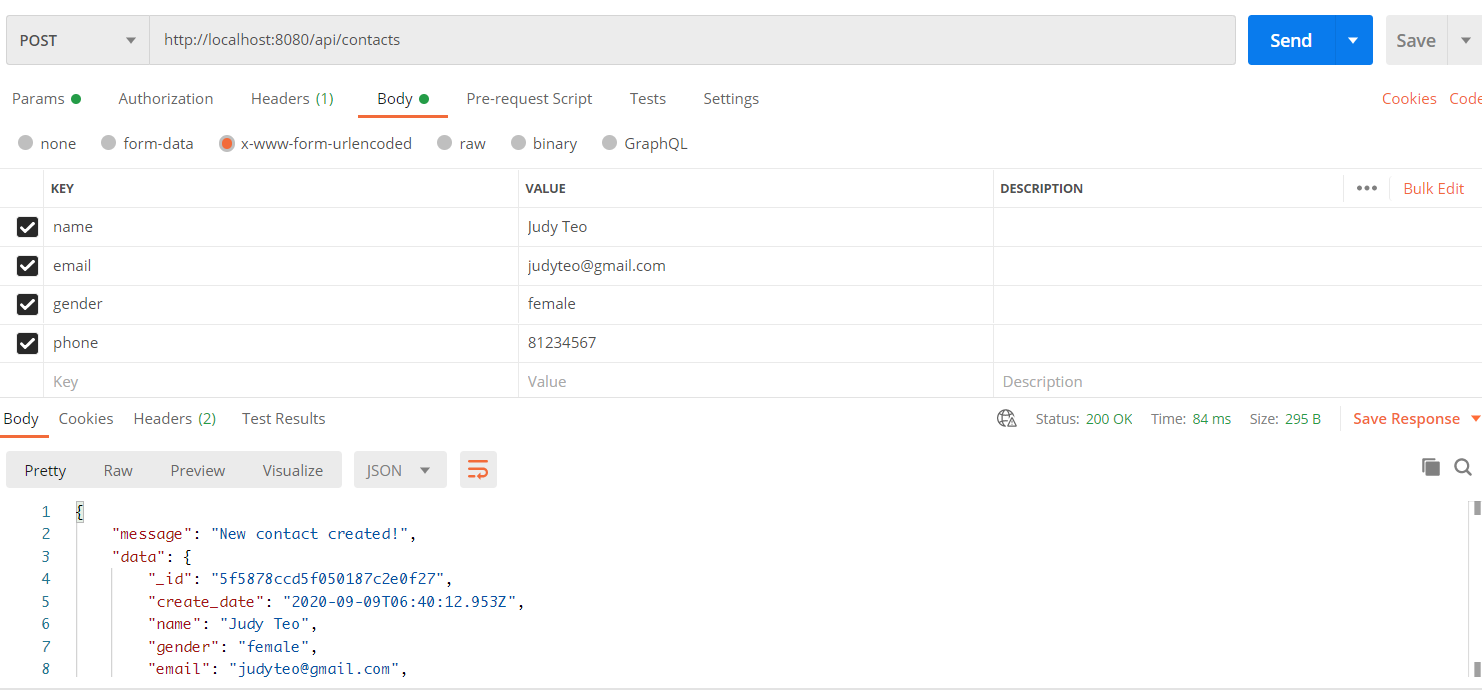 POST http://localhost:8080/api/contacts Send Save
Params Authorization Headers (1) Body Pre-request Script Tests Settings Cookies Code
none form-data x-www-form-urlencoded raw binary GraphQL
KEY VALUE DESCRIPTION ••• Bulk Edit
name Judy Teo
email judyteo@gmail.com
gender female
phone 81234567
Key Value Description
Body Cookies Headers (2) Test Results Status: 200 OK Time: 84 ms Size: 295 B Save Response
Pretty Raw Preview Visualize JSON
1 {
2 "message": "New contact created!",
3 "data": {
4 "_id": "5f5878ccd5f050187c2e0f27",
5 "create_date": "2020-09-09T06:40:12.953Z",
6 "name": "Judy Teo",
7 "gender": "female",
8 "email": "judyteo@gmail.com",